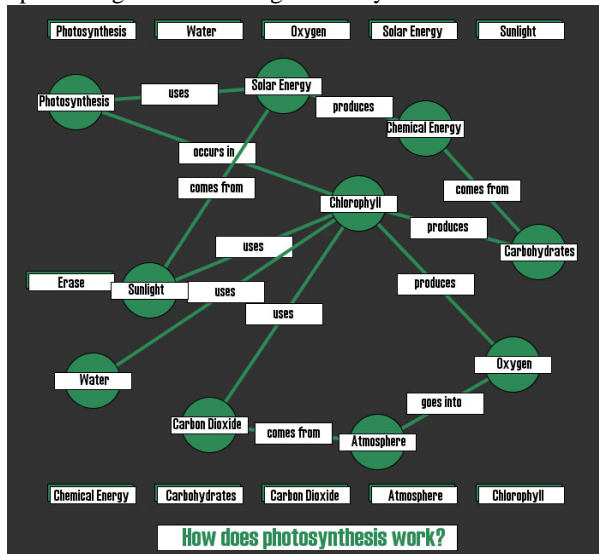 Photosynthesis
Water
Oxygen
Solar Energy
Sunlight
Solar Energy
uses
Photosynthesis
produces
Chemical Energy
occurs in
comes from
comes from
Chlorophyll
produces
uses
Carbohydrates
Erase
Sunlight
uses
produces
uses
Oxygen
Water
goes into
Carbon Dioxide
comes from
Atmosphere
Chemical Energy
Carbohydrates
Carbon Dioxide
Atmosphere
Chlorophyll
How does photosynthesis work?